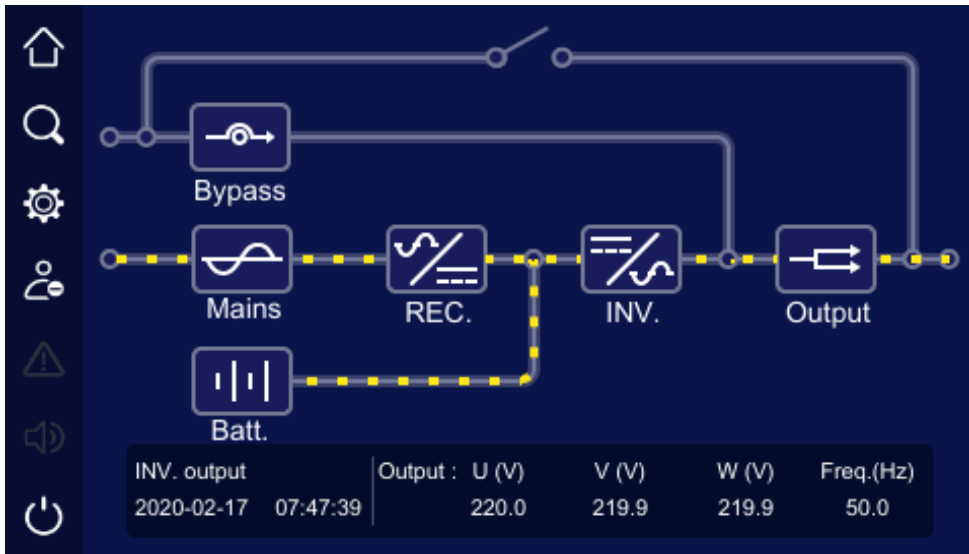 Bypass
Mains
REC.
INV.
Output
Batt.
INV. output
Output : U (V) V (V) W (V) Freq.(Hz)
2020-02-17 07:47:39
220.0 219.9 219.9 50.0